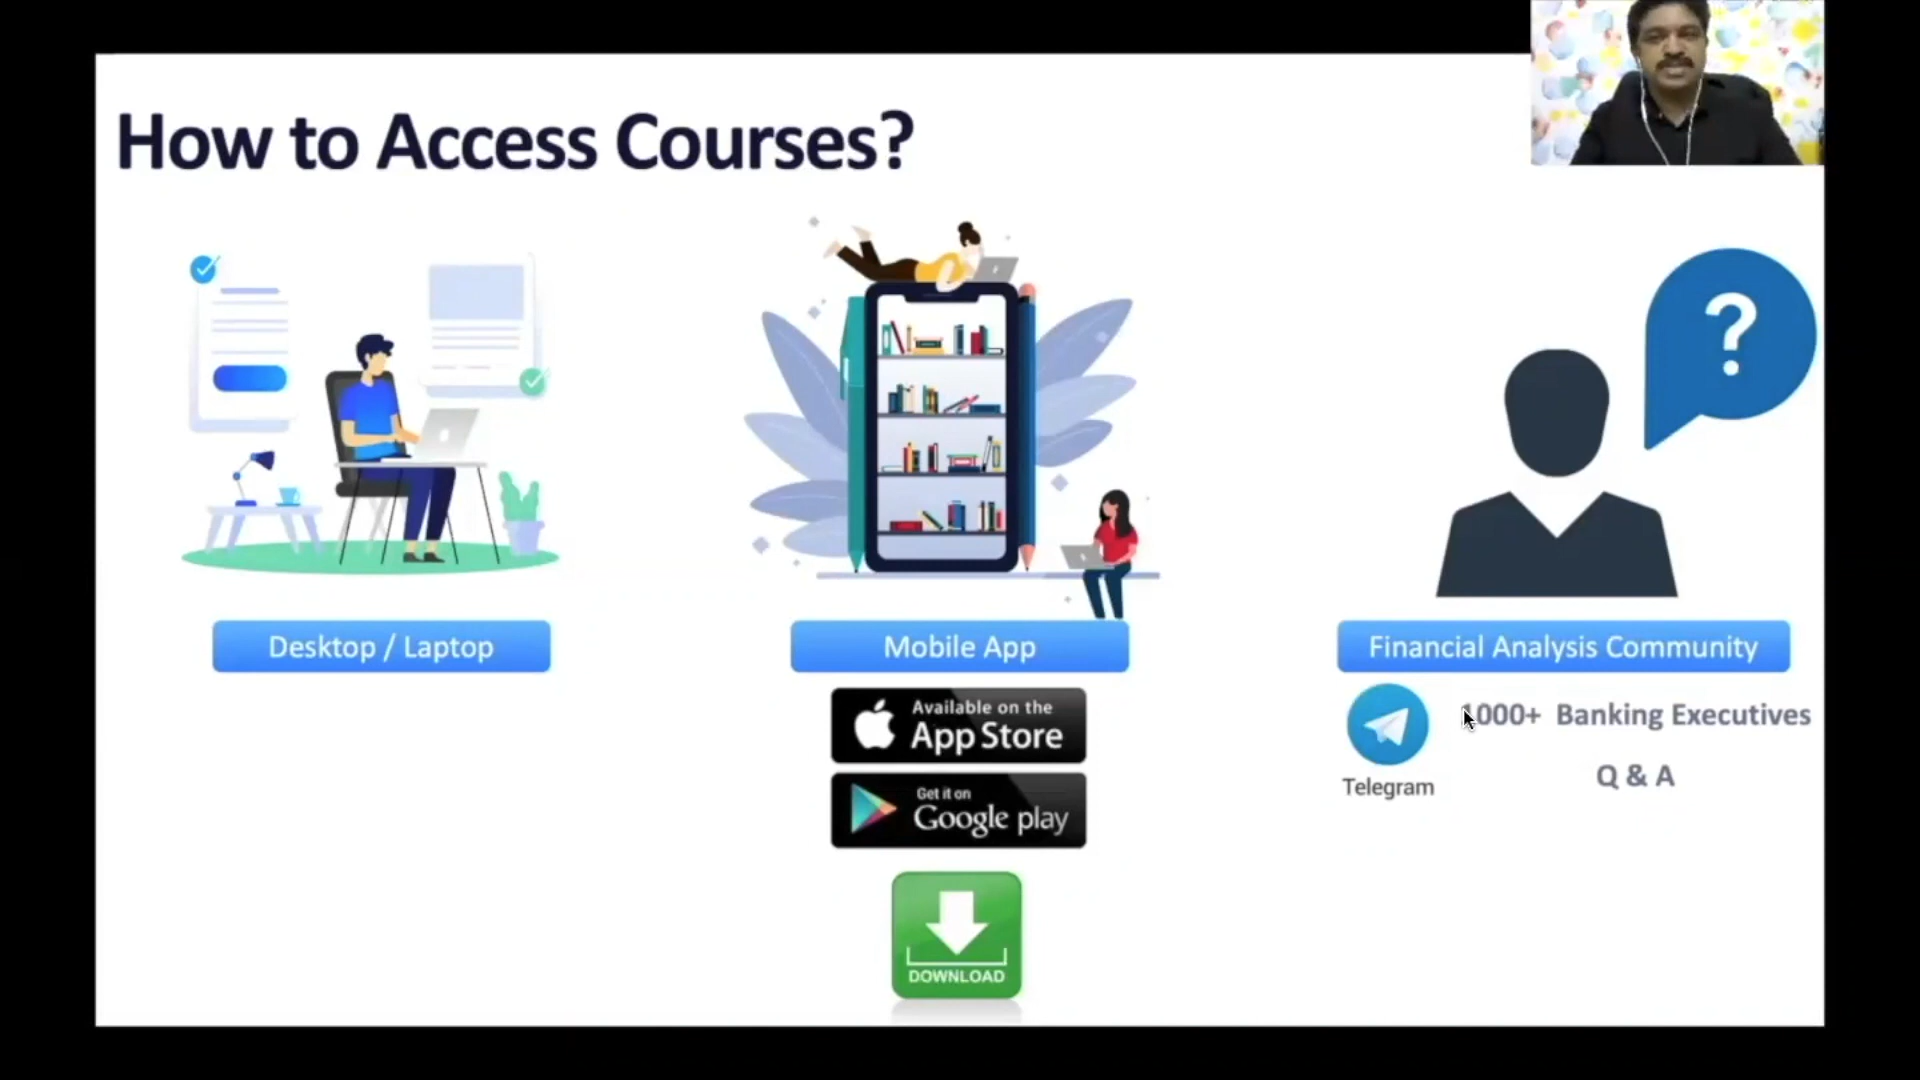 How to Access Courses?
Desktop / Laptop
Mobile App
Available on the
App Store
Get it on
Google play
DOWNLOAD
Financial Analysis Community
Telegram
1000+ Banking Executives
Q & A